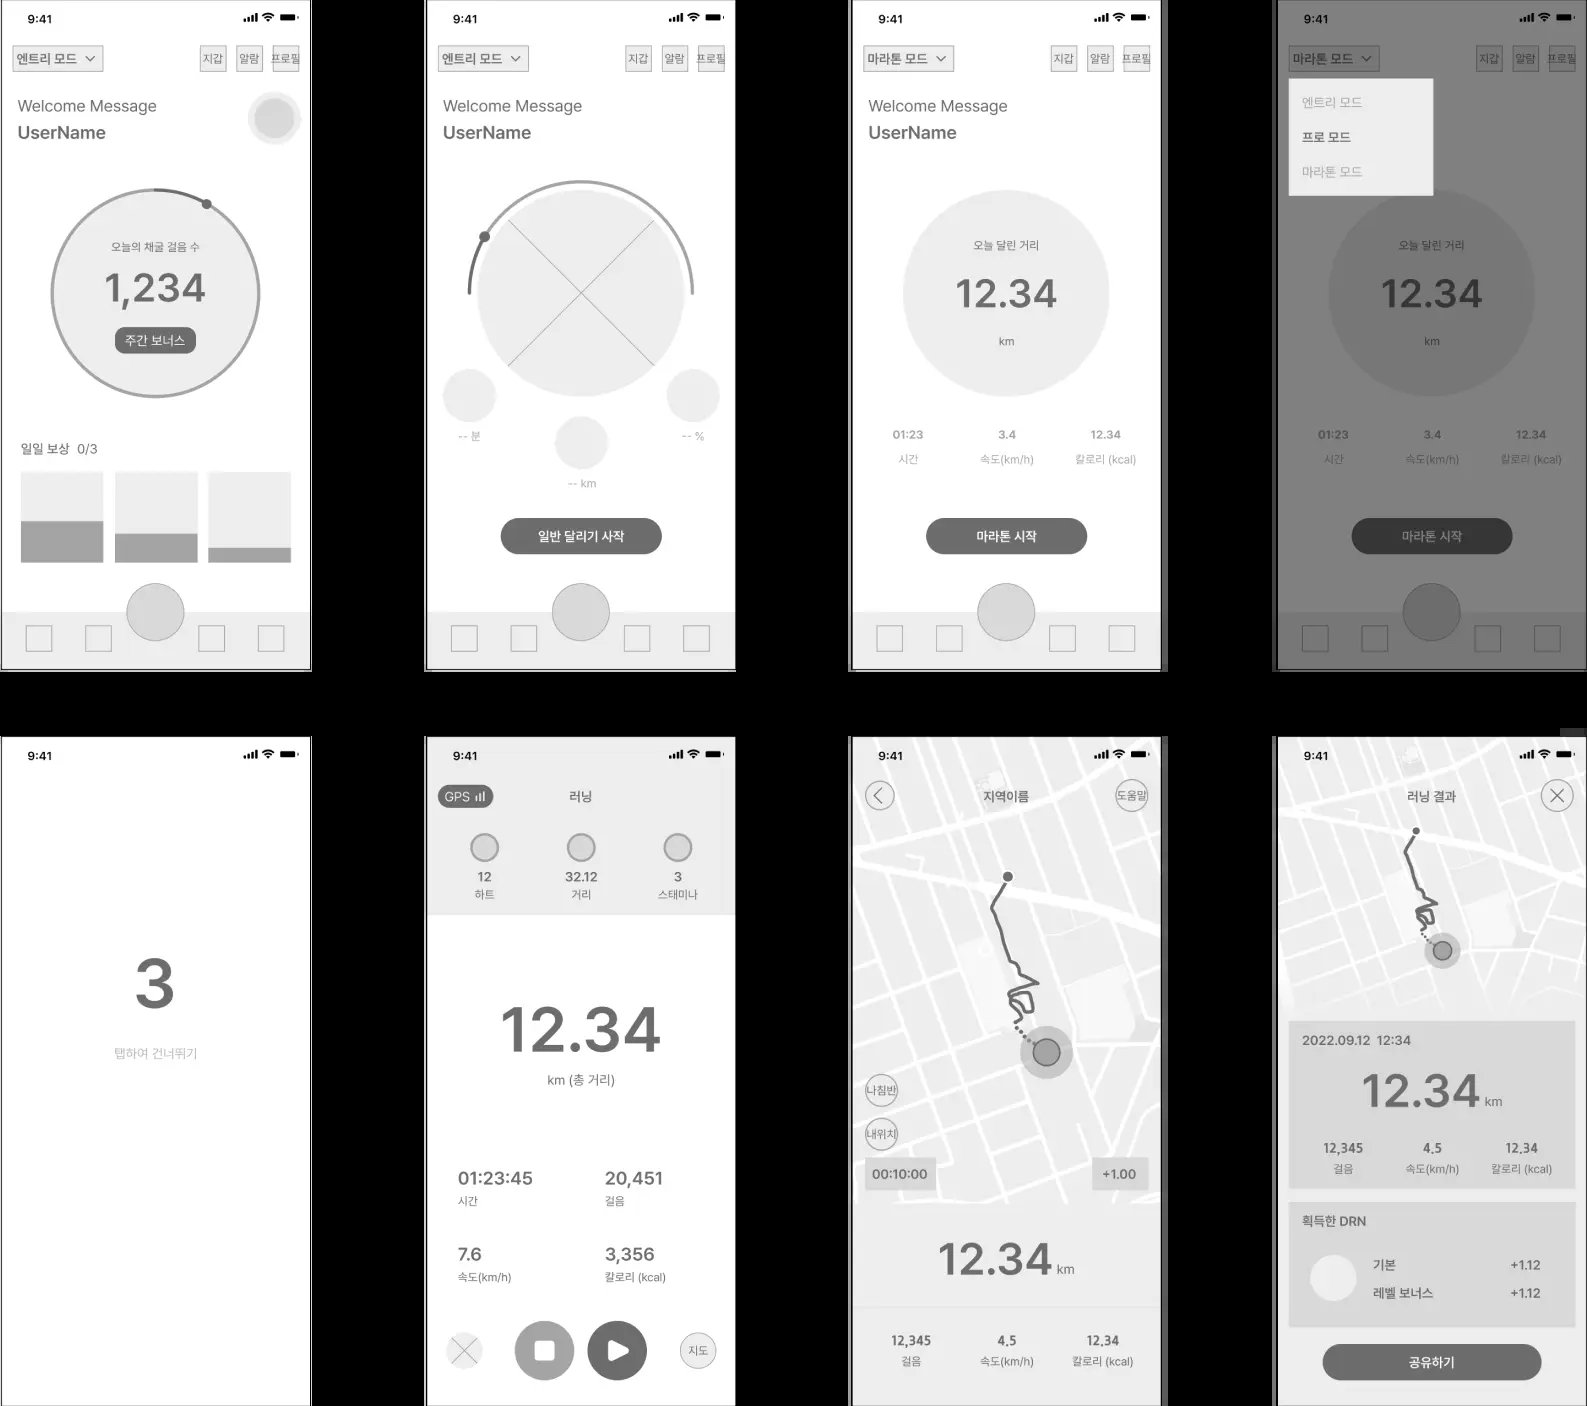 9:41
엔트리 모드
지갑
알람
프로필
Welcome Message
UserName
오늘의 채굴 걸음 수
1,234
주간 보너스
일일 보상 0/3
9:41
엔트리 모드
지갑
알람
프로필
Welcome Message
UserName
-- 분
-- %
-- km
일반 달리기 시작
9:41
마라톤 모드
지갑
알람
프로필
Welcome Message
UserName
오늘 달린 거리
12.34
km
01:23 3.4 12.34
시간 속도(km/h) 칼로리 (kcal)
마라톤 시작
9:41
마라톤 모드
지갑
알람
프로필
엔트리 모드
프로 모드
마라톤 모드
오늘 달린 거리
12.34
km
01:23 3.4 12.34
시간 속도(km/h) 칼로리 (kcal)
마라톤 시작
9:41
3
탭하여 건너뛰기
9:41
GPS
러닝
12 32.12 3
하트 거리 스태미나
12.34
km (총 거리)
01:23:45 20,451
시간 걸음
7.6 3,356
속도(km/h) 칼로리 (kcal)
지도
9:41
지역이름
도움말
나침반
내위치
00:10:00
+1.00
12.34 km
12,345 4.5 12.34
걸음 속도(km/h) 칼로리 (kcal)
9:41
러닝 결과
2022.09.12 12:34
12.34 km
12,345 4.5 12.34
걸음 속도(km/h) 칼로리 (kcal)
획득한 DRN
기본 +1.12
레벨 보너스 +1.12
공유하기